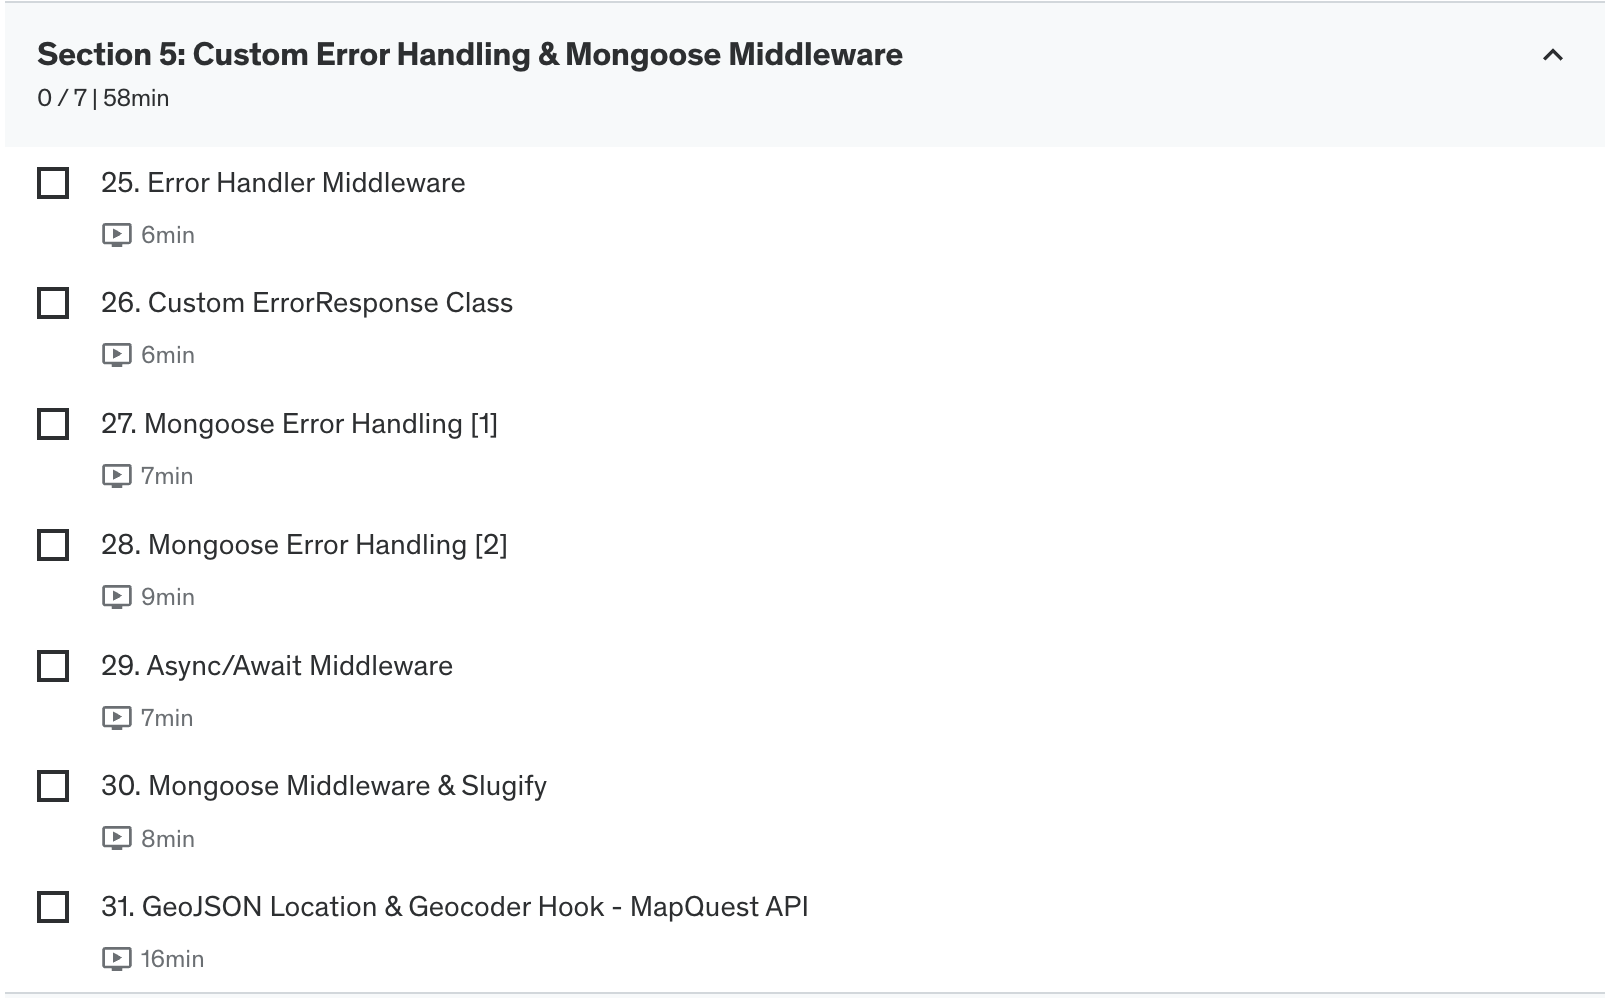 Section 5: Custom Error Handling & Mongoose Middleware
0 / 7 | 58min
25. Error Handler Middleware
6min
26. Custom ErrorResponse Class
6min
27. Mongoose Error Handling [1]
7min
28. Mongoose Error Handling [2]
9min
29. Async/Await Middleware
7min
30. Mongoose Middleware & Slugify
8min
31. GeoJSON Location & Geocoder Hook - MapQuest API
16min